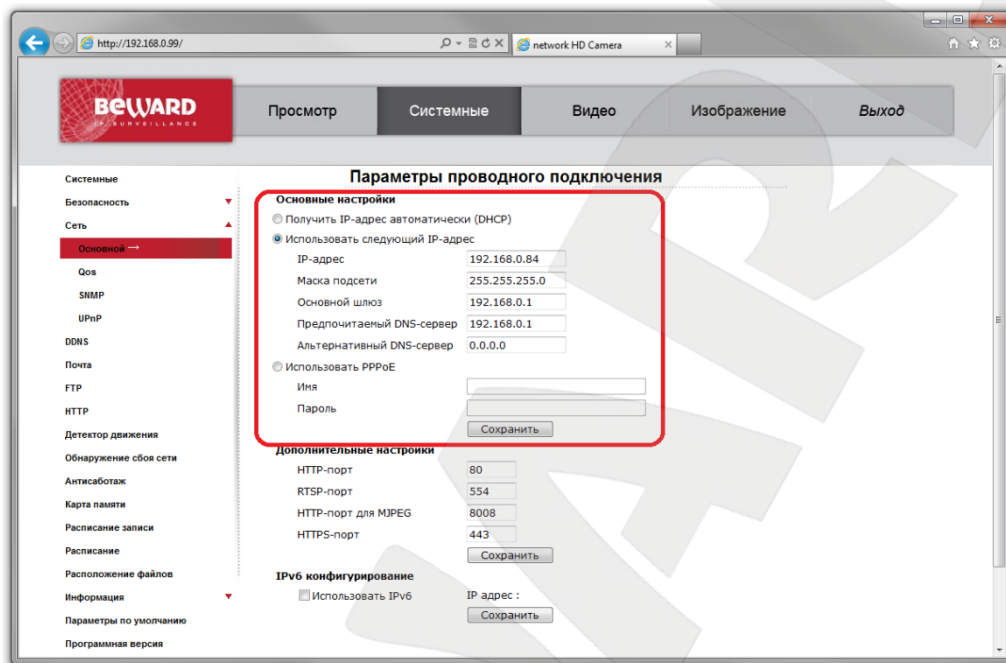 http://192.168.0.99/
network HD Camera
BEWARD
IP SURVEILLANCE
Просмотр
Системные
Видео
Изображение
Выход
Системные
Безопасность
Сеть
Основной →
Qos
SNMP
UPnP
DDNS
Почта
FTP
HTTP
Детектор движения
Обнаружение сбоя сети
Антисаботаж
Карта памяти
Расписание записи
Расписание
Расположение файлов
Информация
Параметры по умолчанию
Программная версия
Параметры проводного подключения
Основные настройки
Получить IP-адрес автоматически (DHCP)
Использовать следующий IP-адрес
IP-адрес 192.168.0.84
Маска подсети 255.255.255.0
Основной шлюз 192.168.0.1
Предпочитаемый DNS-сервер 192.168.0.1
Альтернативный DNS-сервер 0.0.0.0
Использовать PPPoE
Имя
Пароль
Сохранить
Дополнительные настройки
HTTP-порт 80
RTSP-порт 554
HTTP-порт для MJPEG 8008
HTTPS-порт 443
Сохранить
IPv6 конфигурирование
Использовать IPv6 IP адрес :
Сохранить